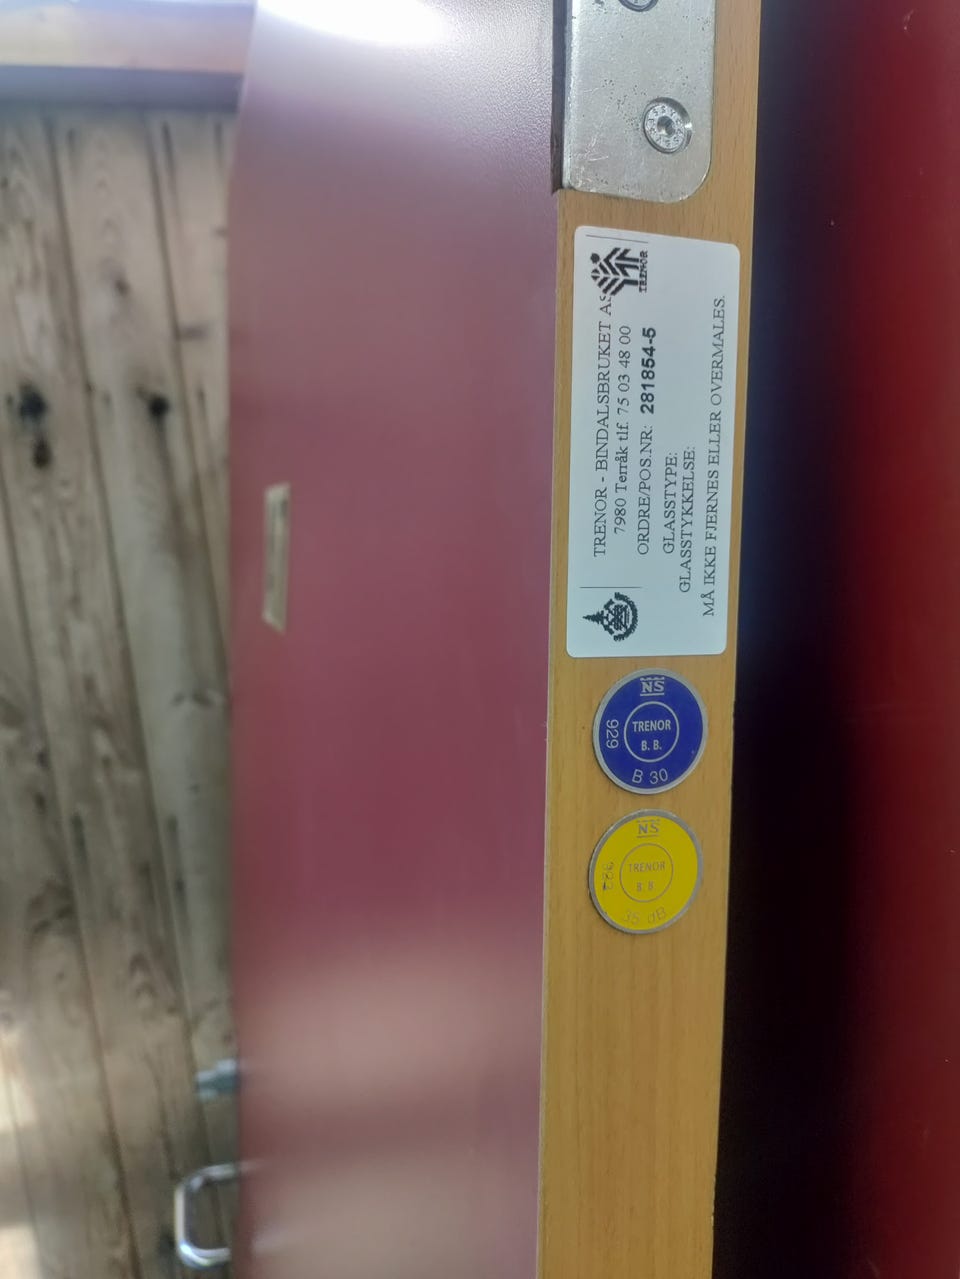 TRENOR
TRENOR - BINDALSBRUKET AS
7980 Terråk tlf. 75 03 48 00
ORDRE/POS.NR: 281854-5
GLASSTYPE:
GLASSTYKKELSE:
MÅ IKKE FJERNES ELLER OVERMALES.
NS
929
TRENOR
B. B.
B 30
NS
TRENOR
B. B.
35 dB